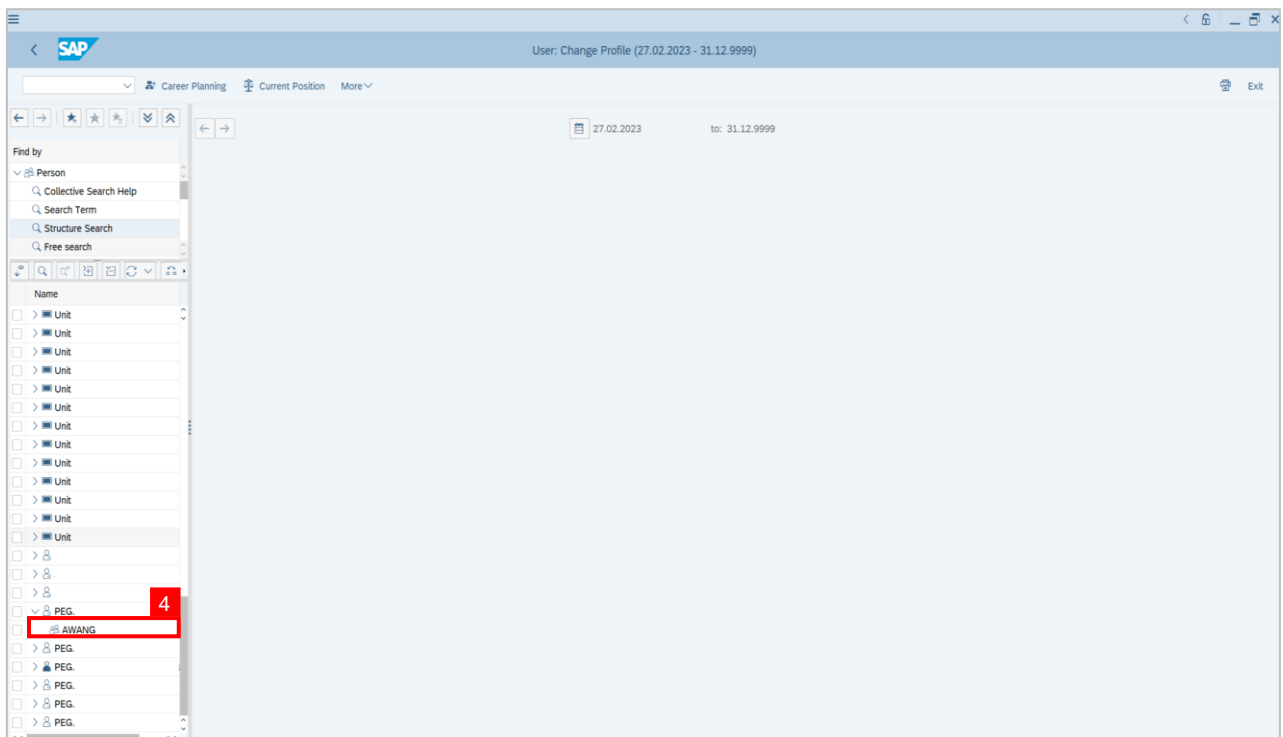 SAP
User: Change Profile (27.02.2023 - 31.12.9999)
Career Planning Current Position More Exit
27.02.2023 to: 31.12.9999
Find by
Person
Collective Search Help
Search Term
Structure Search
Free search
Name
Unit
Unit
Unit
Unit
Unit
Unit
Unit
Unit
Unit
Unit
Unit
Unit
Unit
4
PEG.
AWANG
PEG.
PEG.
PEG.
PEG.
PEG.